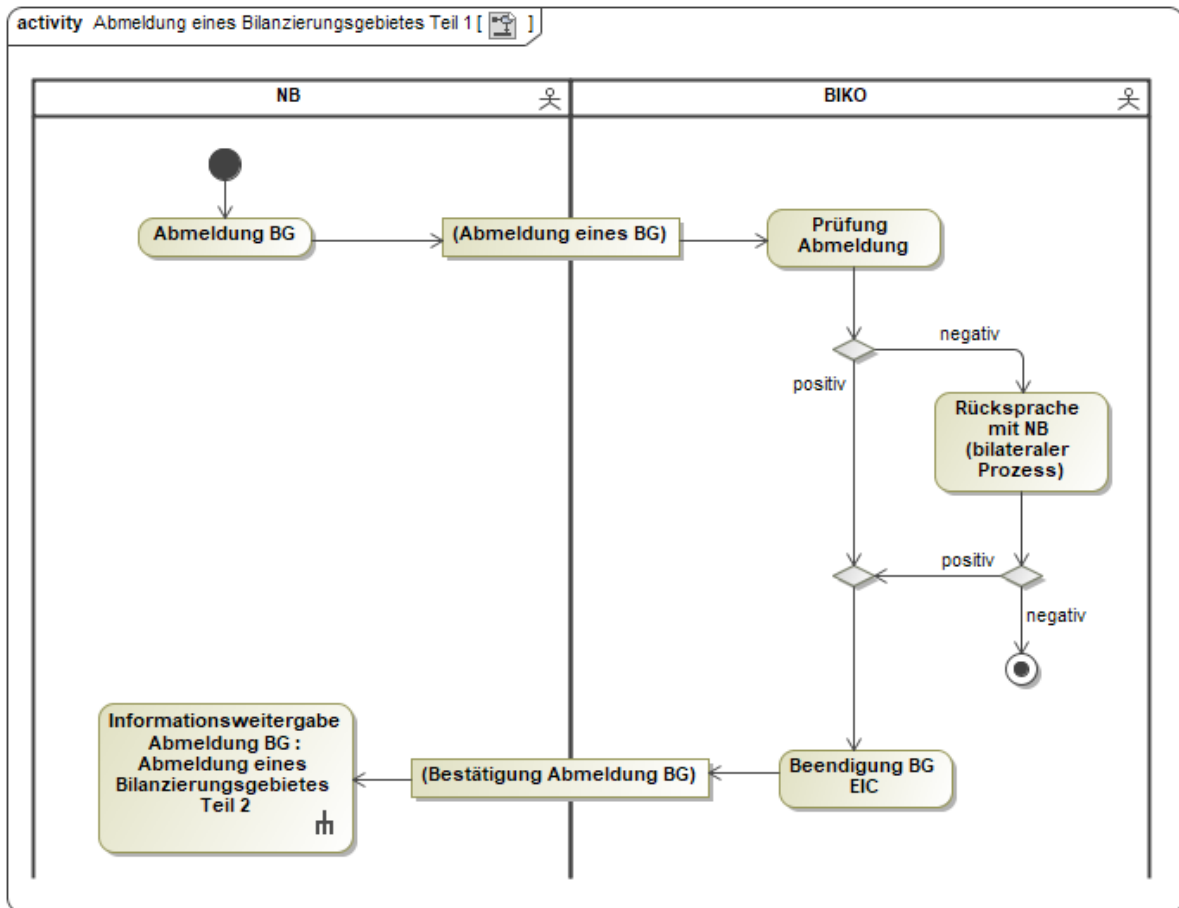 activity Abmeldung eines Bilanzierungsgebietes Teil 1 [ ]
NB
BIKO
Abmeldung BG
(Abmeldung eines BG)
Prüfung
Abmeldung
negativ
positiv
Rücksprache
mit NB
(bilateraler
Prozess)
positiv
negativ
Informationsweitergabe
Abmeldung BG :
Abmeldung eines
Bilanzierungsgebietes
Teil 2
(Bestätigung Abmeldung BG)
Beendigung BG
EIC